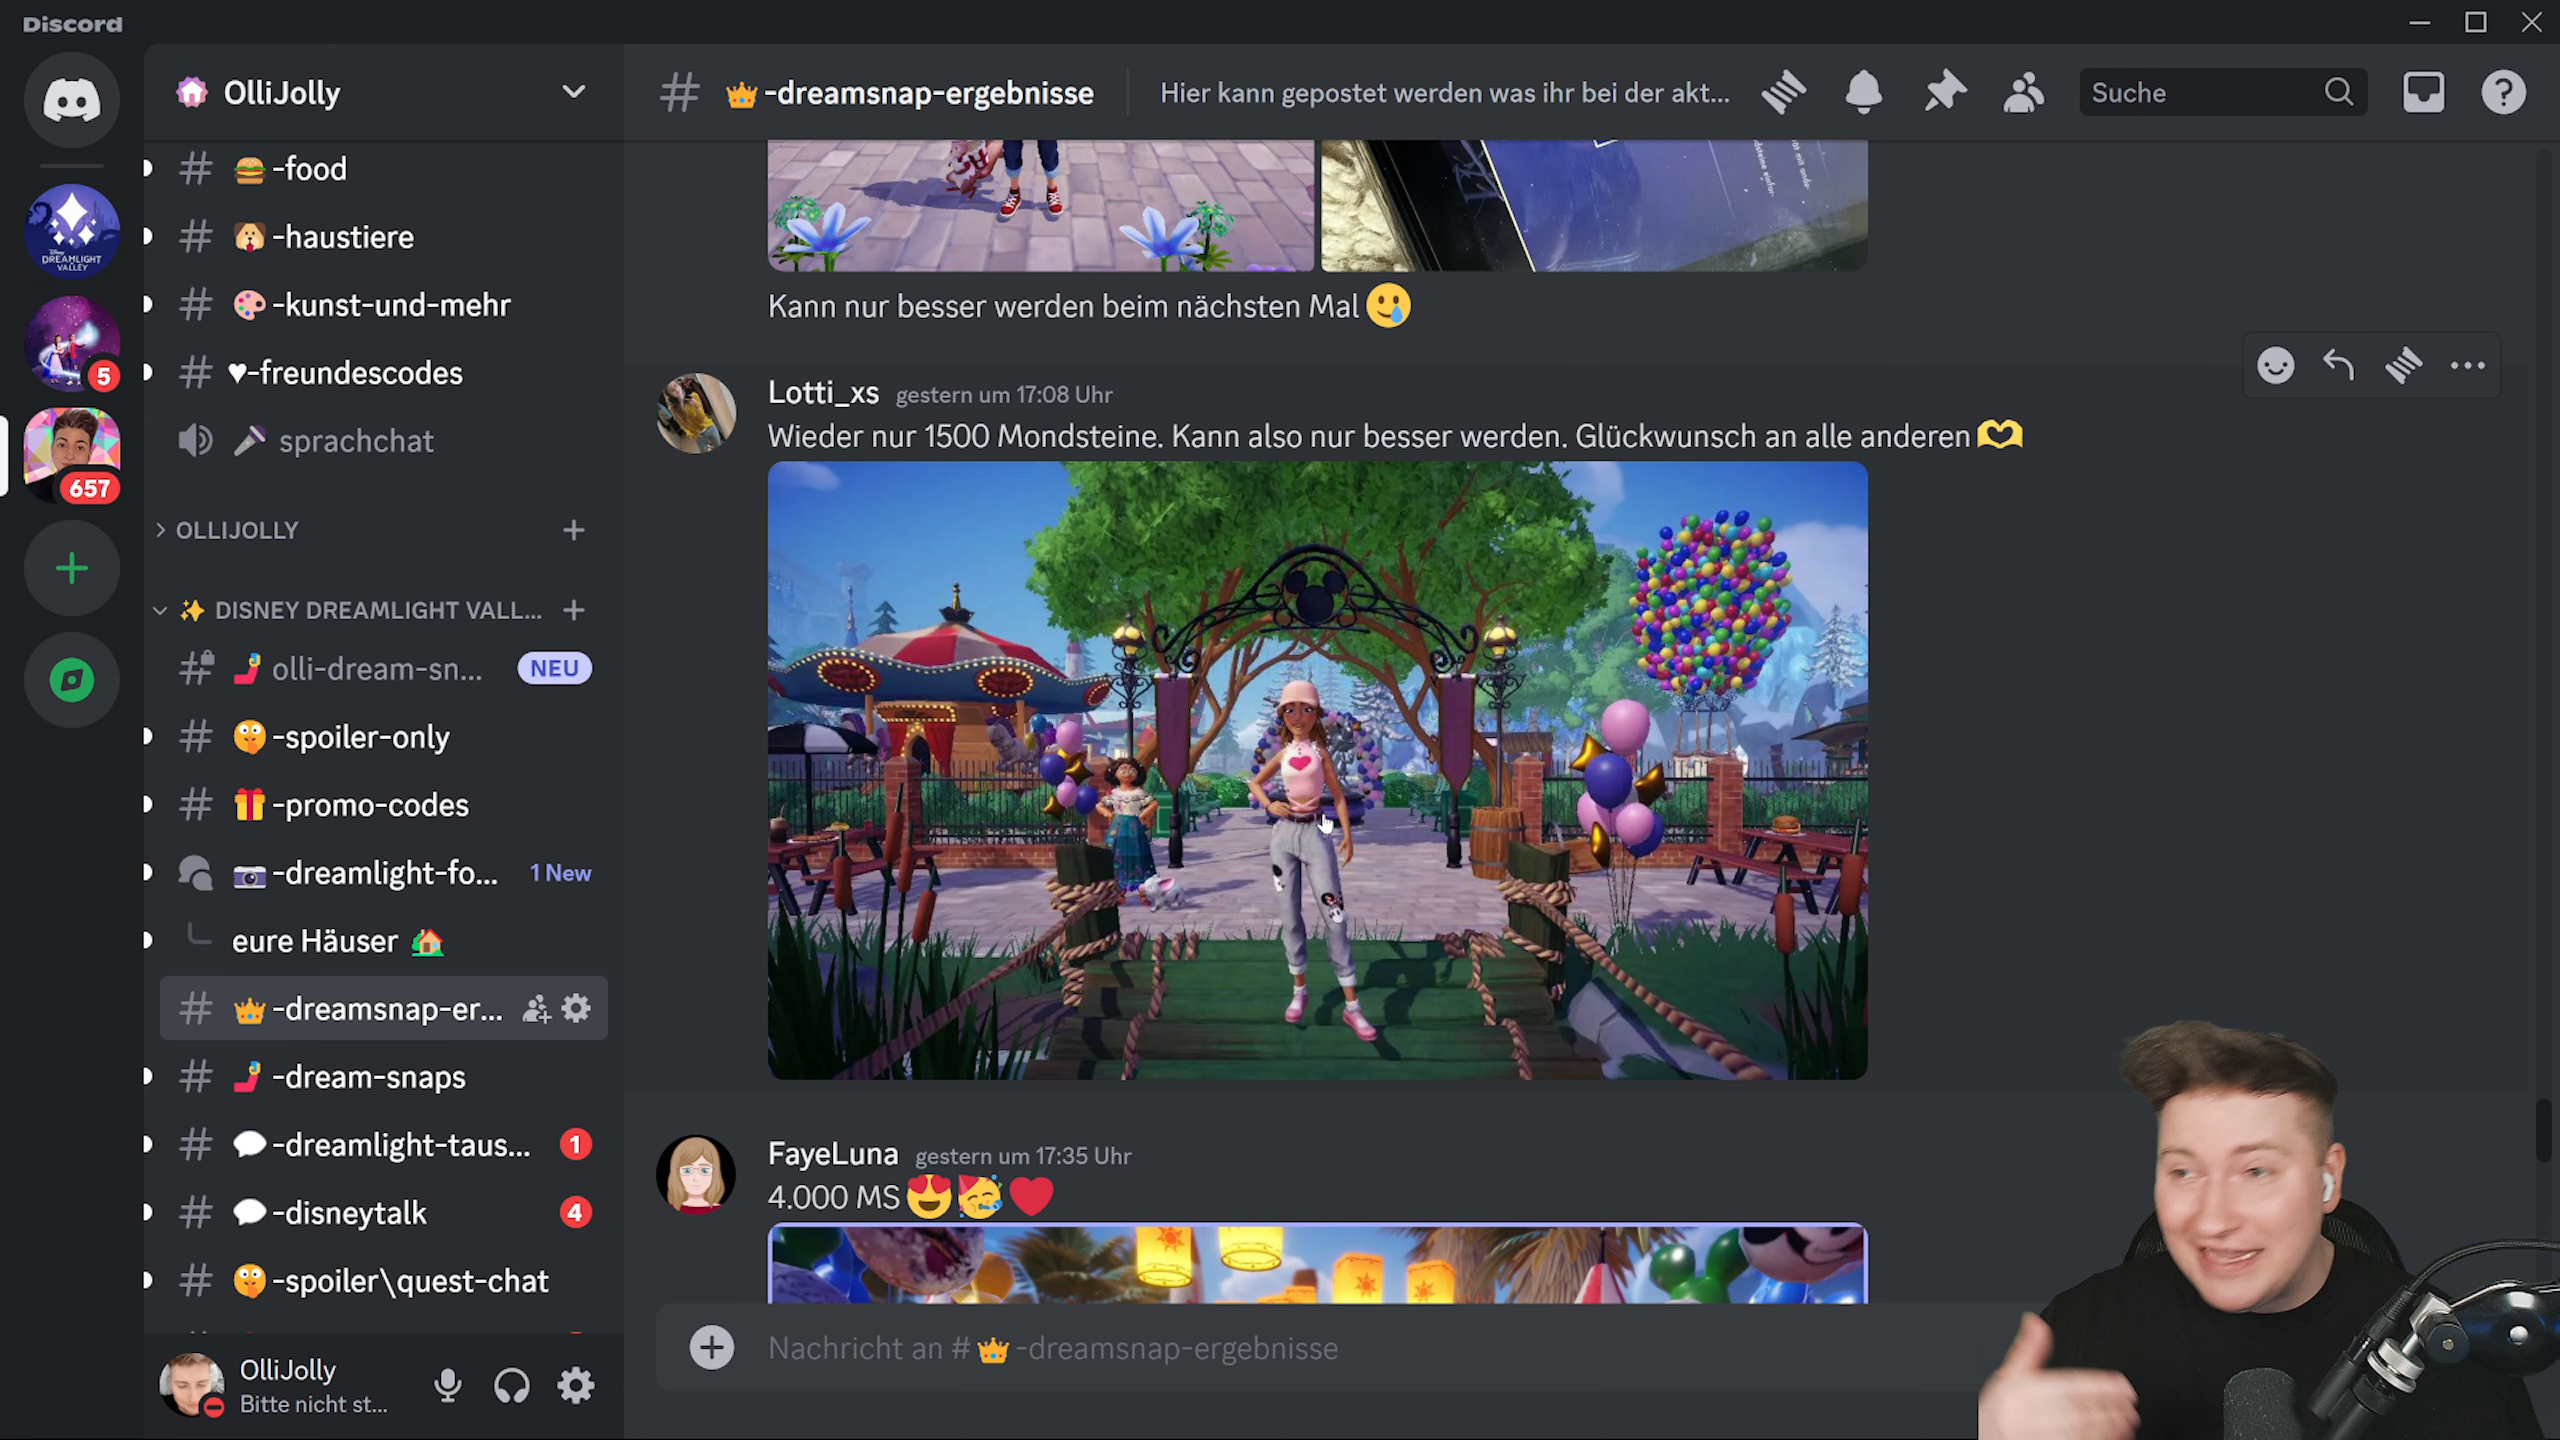 Discord
OlliJolly
-dreamsnap-ergebnisse
Hier kann gepostet werden was ihr bei der akt...
Suche
-food
-haustiere
-kunst-und-mehr
♥-freundescodes
sprachchat
DREAMLIGHT
VALLEY
5
657
OLLIJOLLY
DISNEY DREAMLIGHT VALL...
olli-dream-sn...
NEU
-spoiler-only
-promo-codes
-dreamlight-fo...
1 New
eure Häuser
-dreamsnap-er...
-dream-snaps
-dreamlight-taus...
1
-disneytalk
4
-spoiler\quest-chat
OlliJolly
Bitte nicht st...
Kann nur besser werden beim nächsten Mal
Lotti_xs gestern um 17:08 Uhr
Wieder nur 1500 Mondsteine. Kann also nur besser werden. Glückwunsch an alle anderen
FayeLuna gestern um 17:35 Uhr
4.000 MS
Nachricht an # -dreamsnap-ergebnisse